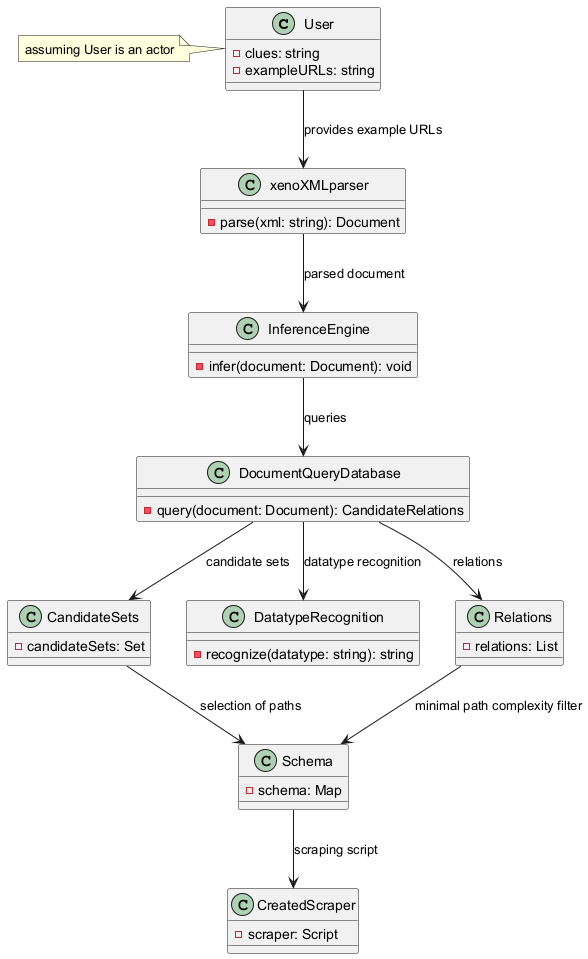 C User
assuming User is an actor
clues: string
exampleURLs: string
provides example URLs
C xenoXMLparser
parse(xml: string): Document
parsed document
C InferenceEngine
infer(document: Document): void
queries
C DocumentQueryDatabase
query(document: Document): CandidateRelations
candidate sets
datatype recognition
relations
C CandidateSets
candidateSets: Set
C DatatypeRecognition
recognize(datatype: string): string
C Relations
relations: List
selection of paths
minimal path complexity filter
C Schema
schema: Map
scraping script
C CreatedScraper
scraper: Script